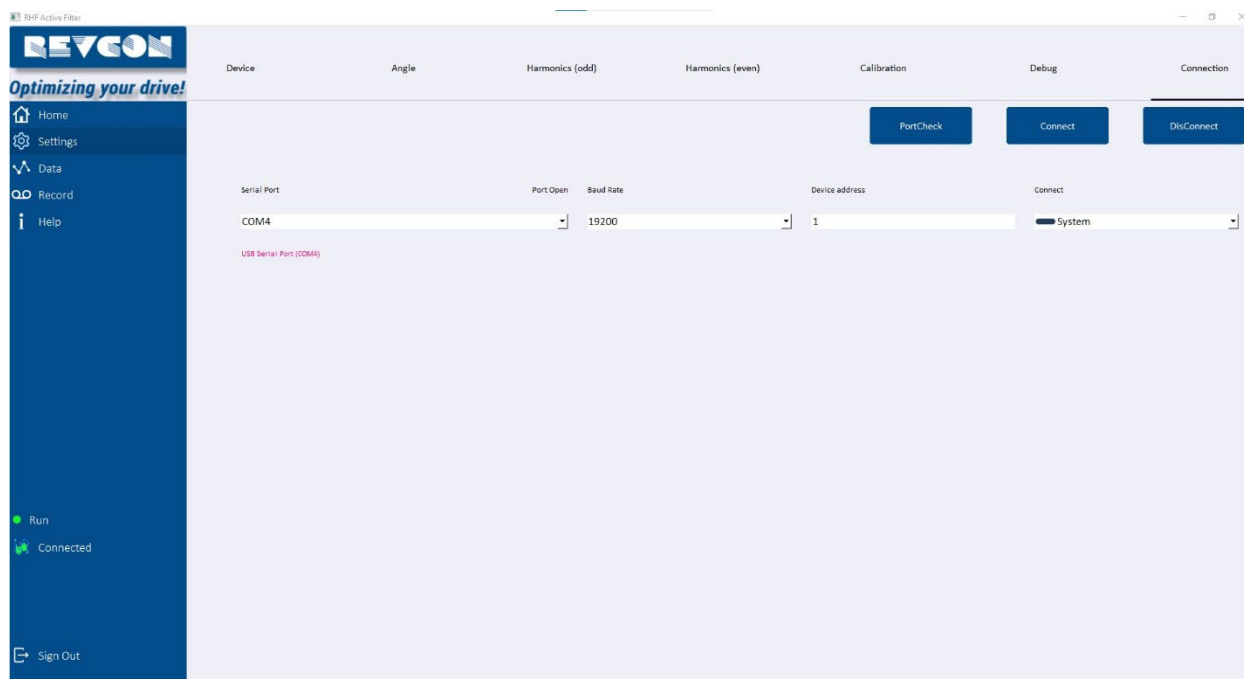 RHF Active Filter
REVCON
Optimizing your drive!
Device Angle Harmonics (odd) Harmonics (even) Calibration Debug Connection
Home
Settings
Data
Record
Help
PortCheck Connect DisConnect
Serial Port Port Open Baud Rate Device address Connect
COM4 19200 1 System
USB Serial Port (COM4)
Run
Connected
Sign Out